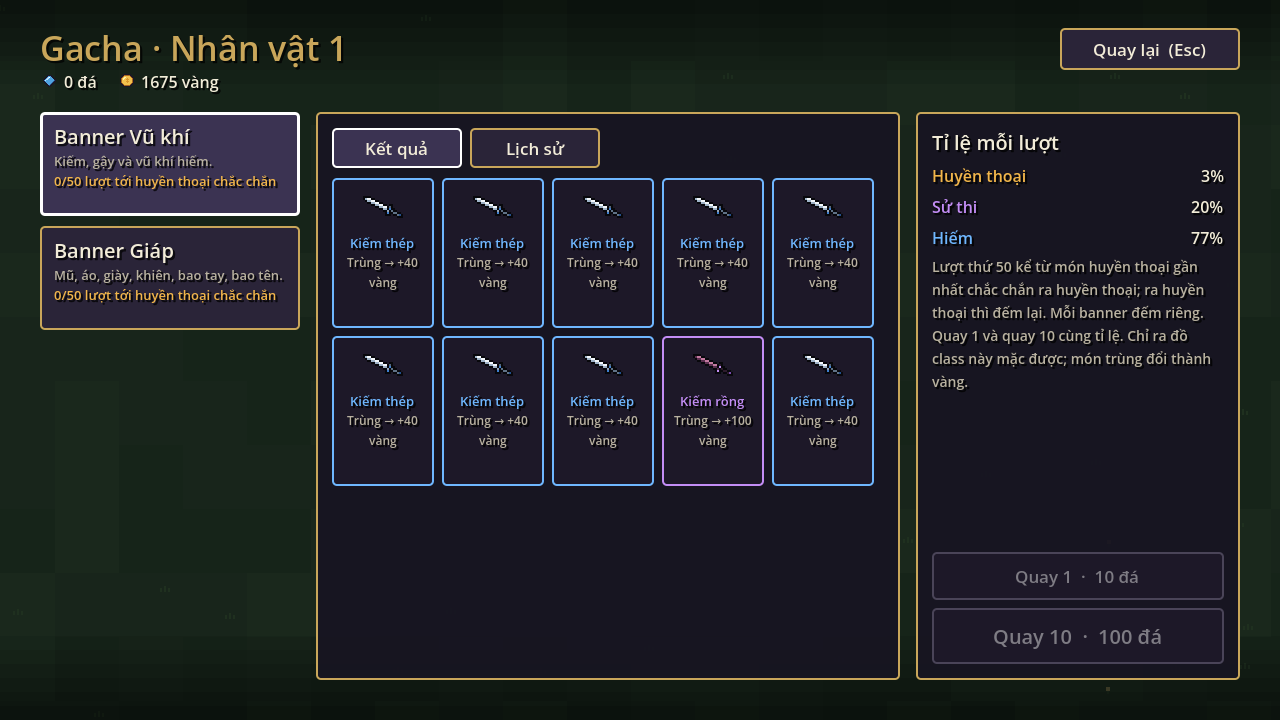 Gacha · Nhân vật 1
0 đá 1675 vàng
Quay lại (Esc)
Banner Vũ khí
Kiếm, gậy và vũ khí hiếm.
0/50 lượt tới huyền thoại chắc chắn
Banner Giáp
Mũ, áo, giày, khiên, bao tay, bao tên.
0/50 lượt tới huyền thoại chắc chắn
Kết quả Lịch sử
Kiếm thép Kiếm thép Kiếm thép Kiếm thép Kiếm thép
Trùng → +40 Trùng → +40 Trùng → +40 Trùng → +40 Trùng → +40
vàng vàng vàng vàng vàng
Kiếm thép Kiếm thép Kiếm thép Kiếm rồng Kiếm thép
Trùng → +40 Trùng → +40 Trùng → +40 Trùng → +100 Trùng → +40
vàng vàng vàng vàng vàng
Tỉ lệ mỗi lượt
Huyền thoại 3%
Sử thi 20%
Hiếm 77%
Lượt thứ 50 kể từ món huyền thoại gần
nhất chắc chắn ra huyền thoại; ra huyền
thoại thì đếm lại. Mỗi banner đếm riêng.
Quay 1 và quay 10 cùng tỉ lệ. Chỉ ra đồ
class này mặc được; món trùng đổi thành
vàng.
Quay 1 · 10 đá
Quay 10 · 100 đá